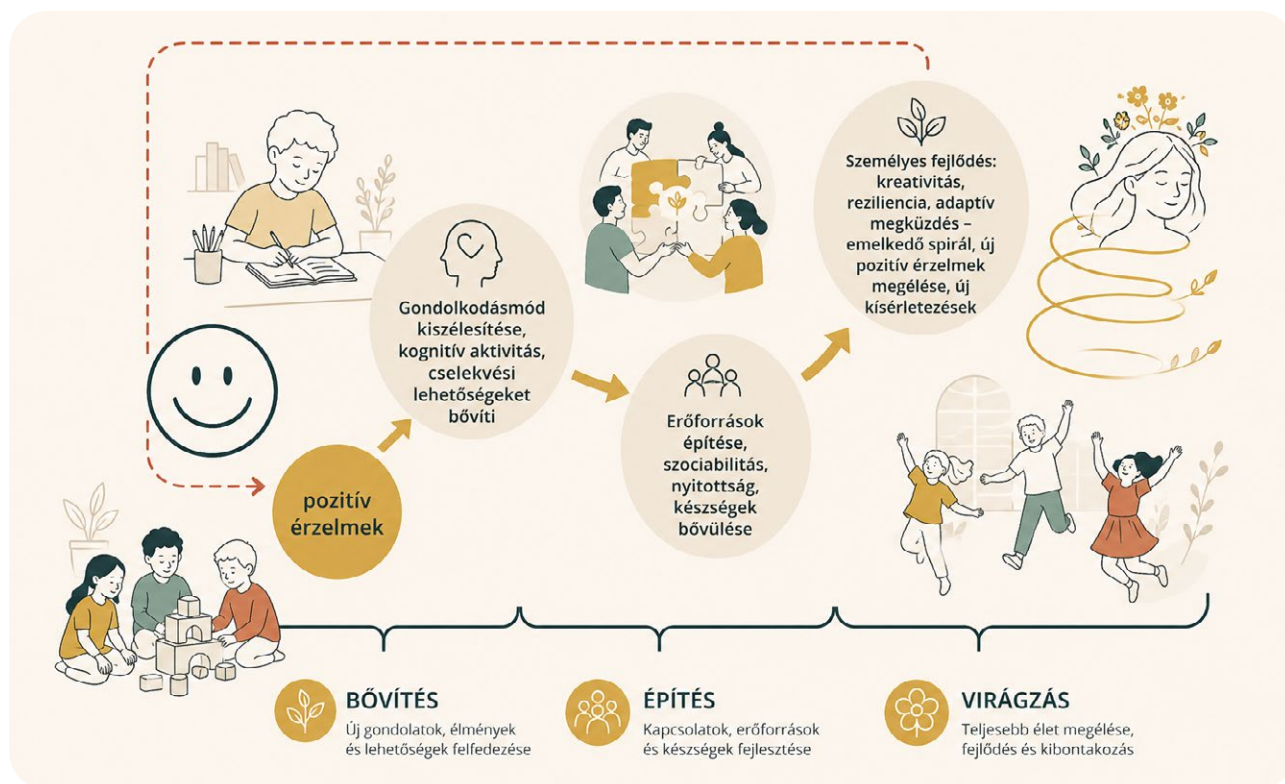 pozitív
érzelmek
Gondolkodásmód
kiszélesítése,
kognitív aktivitás,
cselekvési
lehetőségeket
bővíti
Erőforrások
építése,
szociabilitás,
nyitottság,
készségek
bővülése
Személyes fejlődés:
kreativitás,
reziliencia, adaptív
megküzdés –
emelkedő spirál, új
pozitív érzelmek
megélése, új
kísérletezések
BŐVÍTÉS
Új gondolatok, élmények
és lehetőségek felfedezése
ÉPÍTÉS
Kapcsolatok, erőforrások
és készségek fejlesztése
VIRÁGZÁS
Teljesebb élet megélése,
fejlődés és kibontakozás